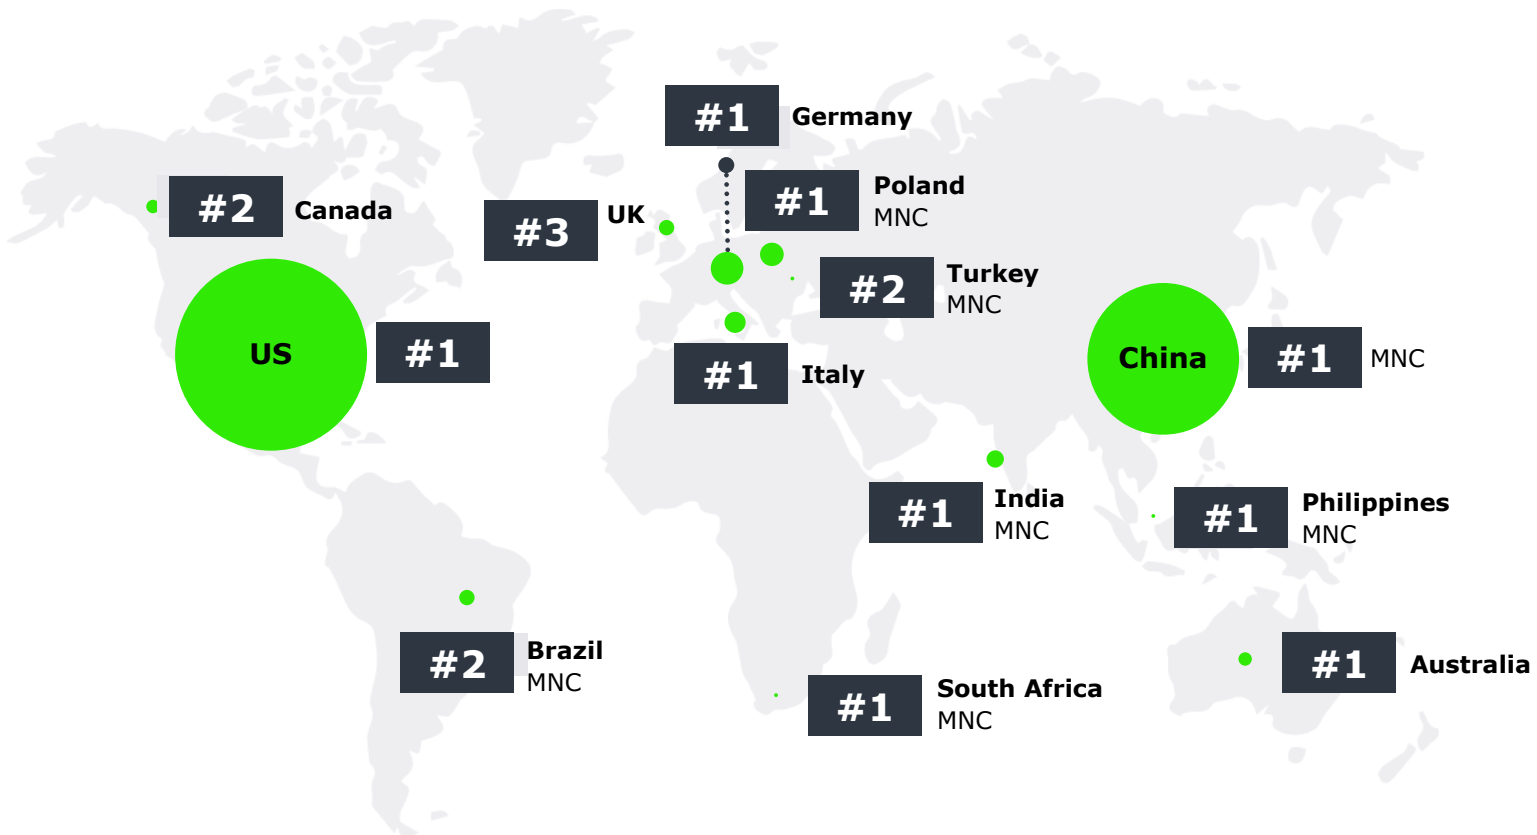 #1
Germany
#1
Poland
MNC
#2
Canada
#3
UK
#2
Turkey
MNC
US
#1
#1
Italy
China
#1
MNC
#1
India
MNC
#1
Philippines
MNC
#2
Brazil
MNC
#1
South Africa
MNC
#1
Australia